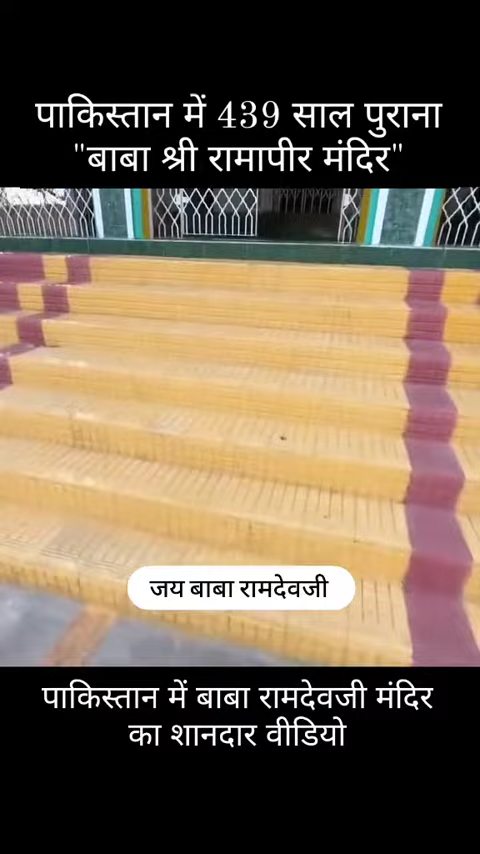 पाकिस्तान में 439 साल पुराना
"बाबा श्री रामापीर मंदिर"
जय बाबा रामदेवजी
पाकिस्तान में बाबा रामदेवजी मंदिर
का शानदार वीडियो